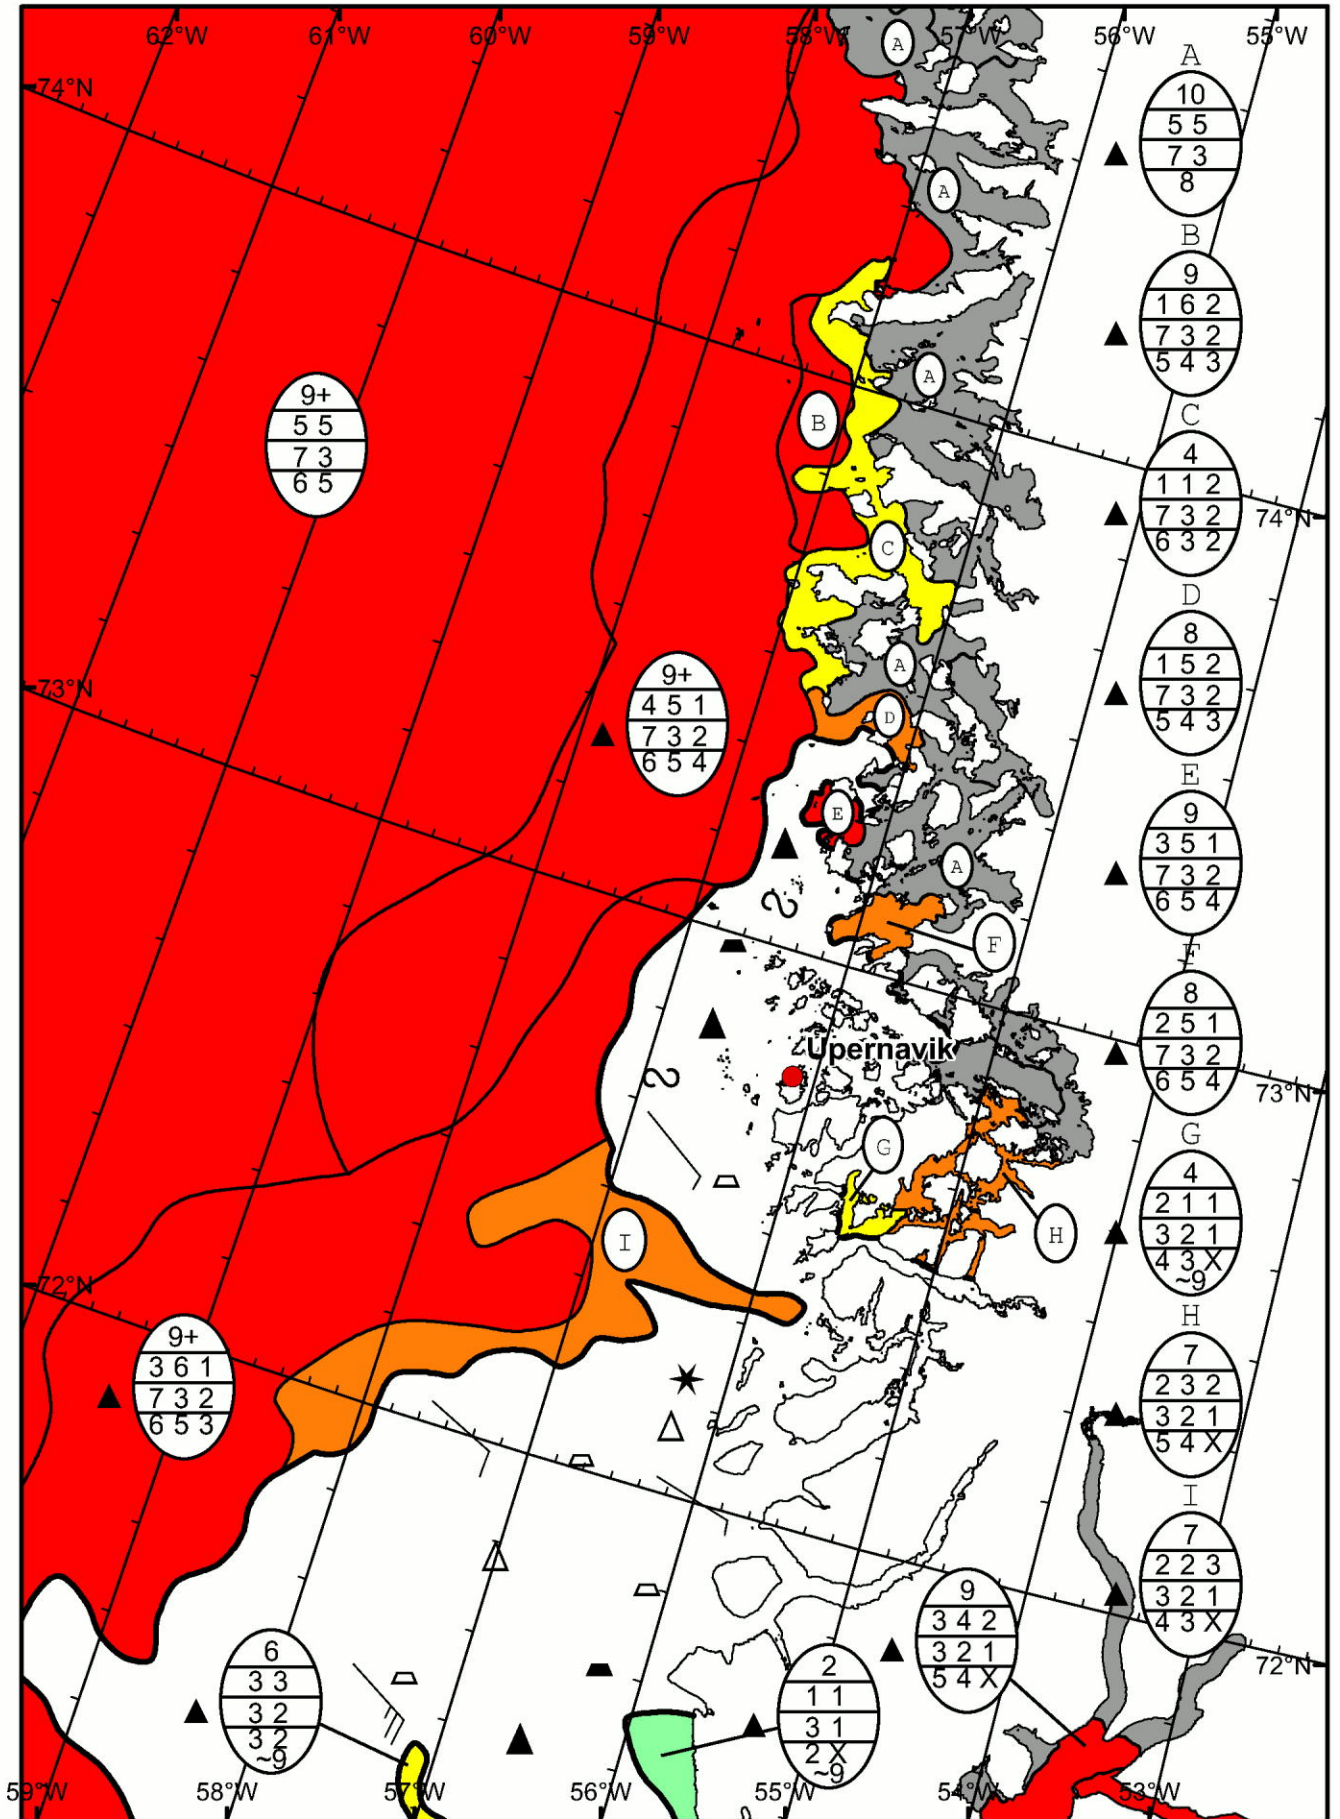 62°W 61°W 60°W 59°W 58°W 57°W 56°W 55°W
74°N
73°N
72°N
74°N
73°N
72°N
59°W 58°W 57°W 56°W 55°W 54°W 53°W
A
A
A
A
A
B
C
D
E
F
G
H
I
Upernavik
9+
5 5
7 3
6 5
9+
4 5 1
7 3 2
6 5 4
9+
3 6 1
7 3 2
6 5 3
6
3 3
3 2
3 2
~9
2
1 1
3 1
2 X
~9
9
3 4 2
3 2 1
5 4 X
A
10
5 5
7 3
8
B
9
1 6 2
7 3 2
5 4 3
C
4
1 1 2
7 3 2
6 3 2
D
8
1 5 2
7 3 2
5 4 3
E
9
3 5 1
7 3 2
6 5 4
F
8
2 5 1
7 3 2
6 5 4
G
4
2 1 1
3 2 1
4 3 X
~9
H
7
2 3 2
3 2 1
5 4 X
I
7
2 2 3
3 2 1
4 3 X